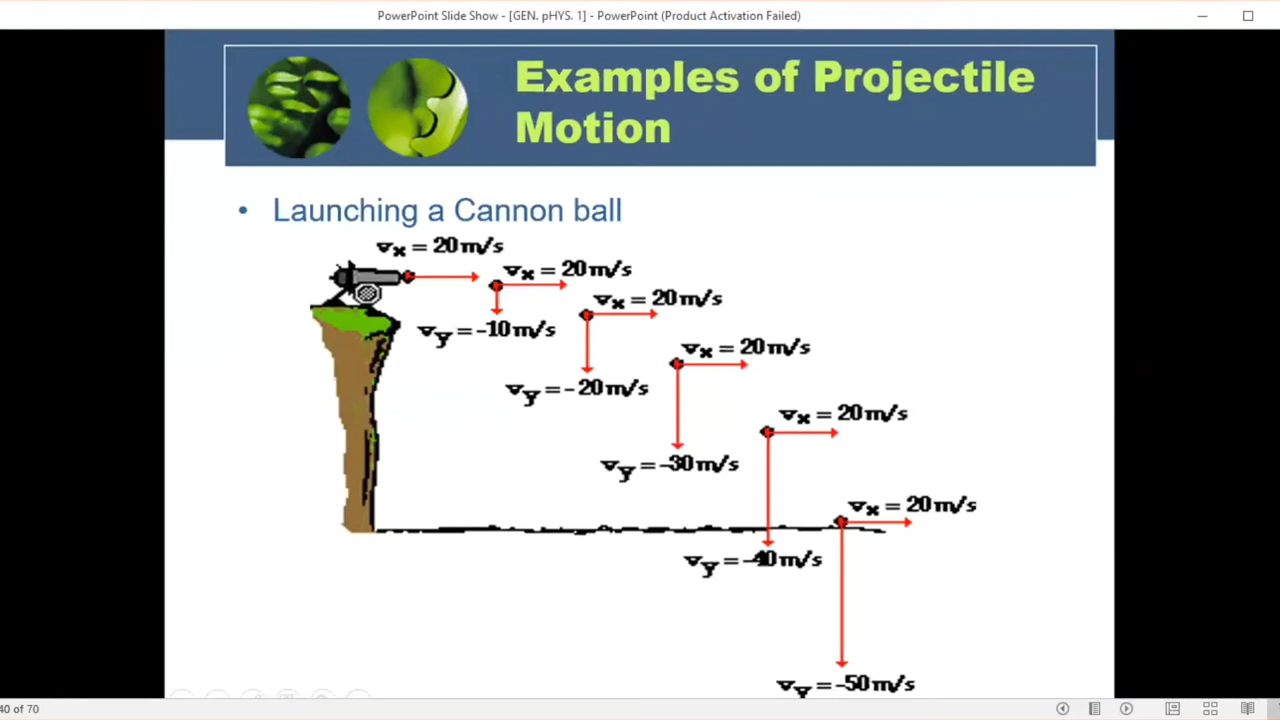 PowerPoint Slide Show - [GEN. pHYS. 1] - PowerPoint (Product Activation Failed)
Examples of Projectile
Motion
• Launching a Cannon ball
vx = 20 m/s
vx = 20 m/s
vy = -10 m/s
vx = 20 m/s
vy = - 20 m/s
vx = 20 m/s
vy = -30 m/s
vx = 20 m/s
vy = -40 m/s
vx = 20 m/s
vy = -50 m/s
40 of 70